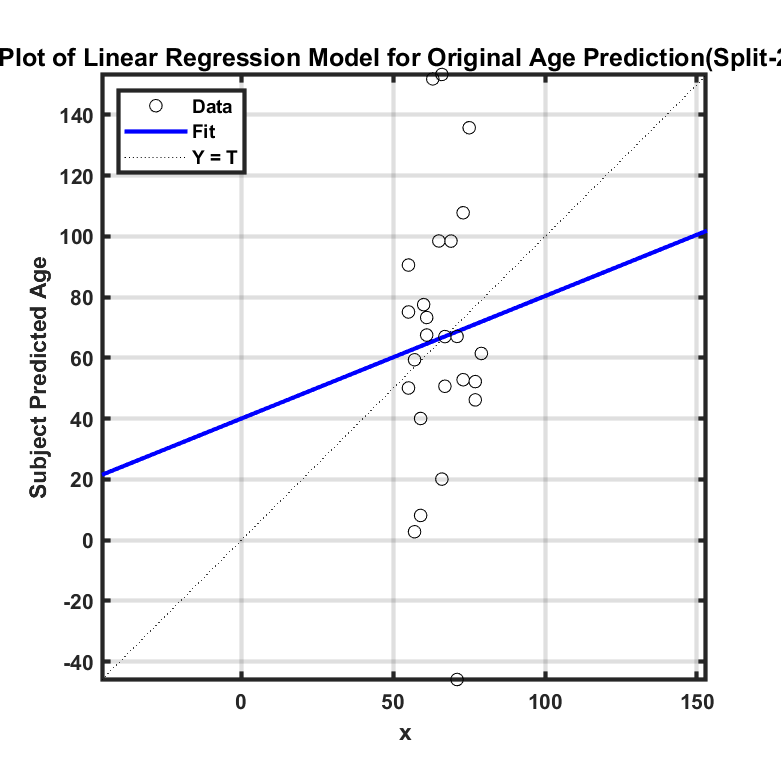 Plot of Linear Regression Model for Original Age Prediction(Split-2
Data
Fit
Y = T
140
120
100
80
60
40
20
0
-20
-40
Subject Predicted Age
0
50
100
150
x